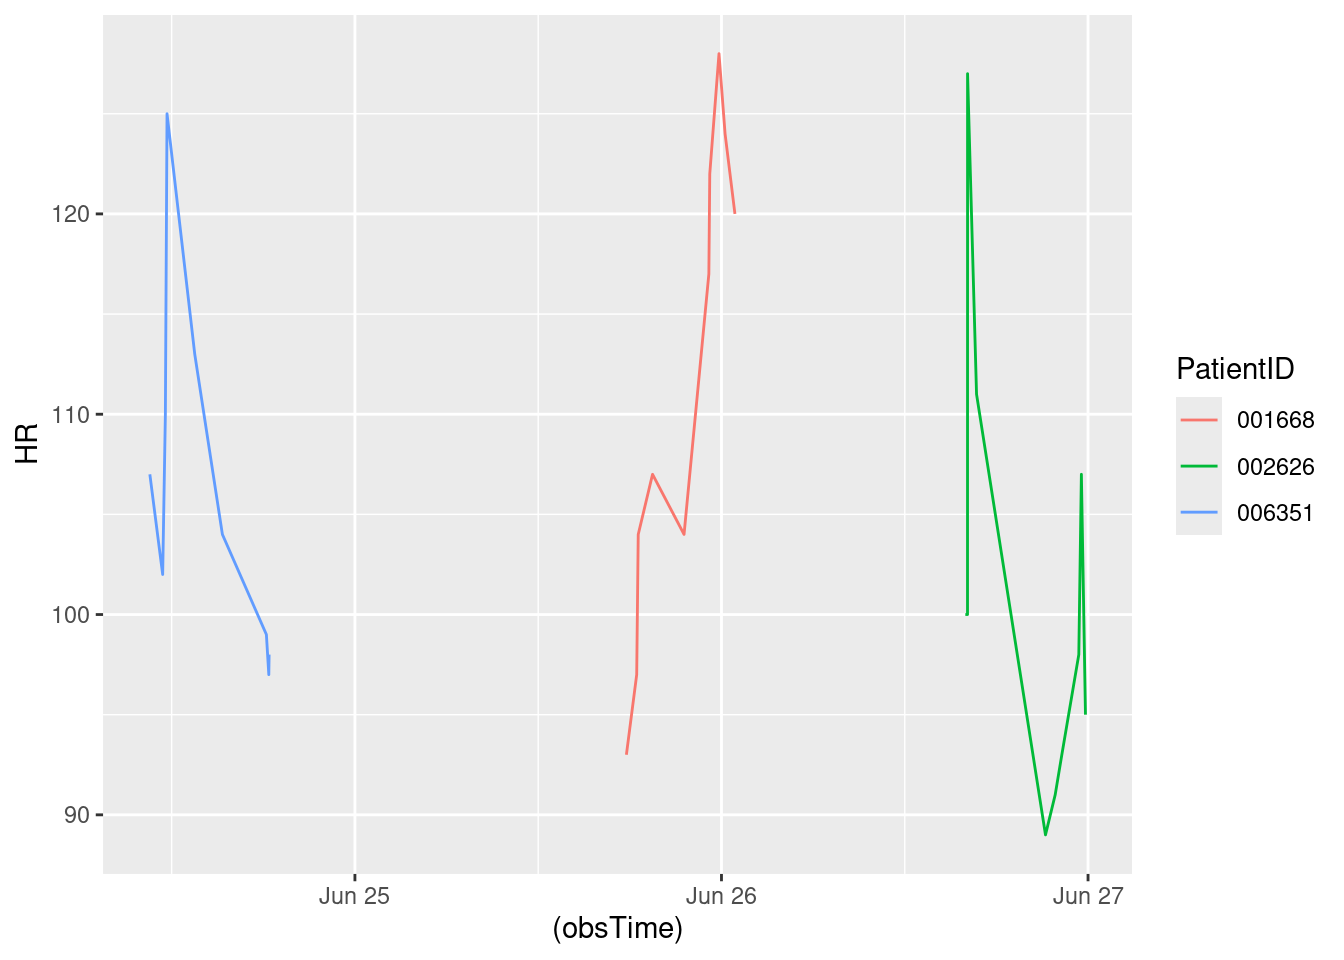 HR
120
110
100
90
Jun 25
Jun 26
Jun 27
(obsTime)
PatientID
001668
002626
006351